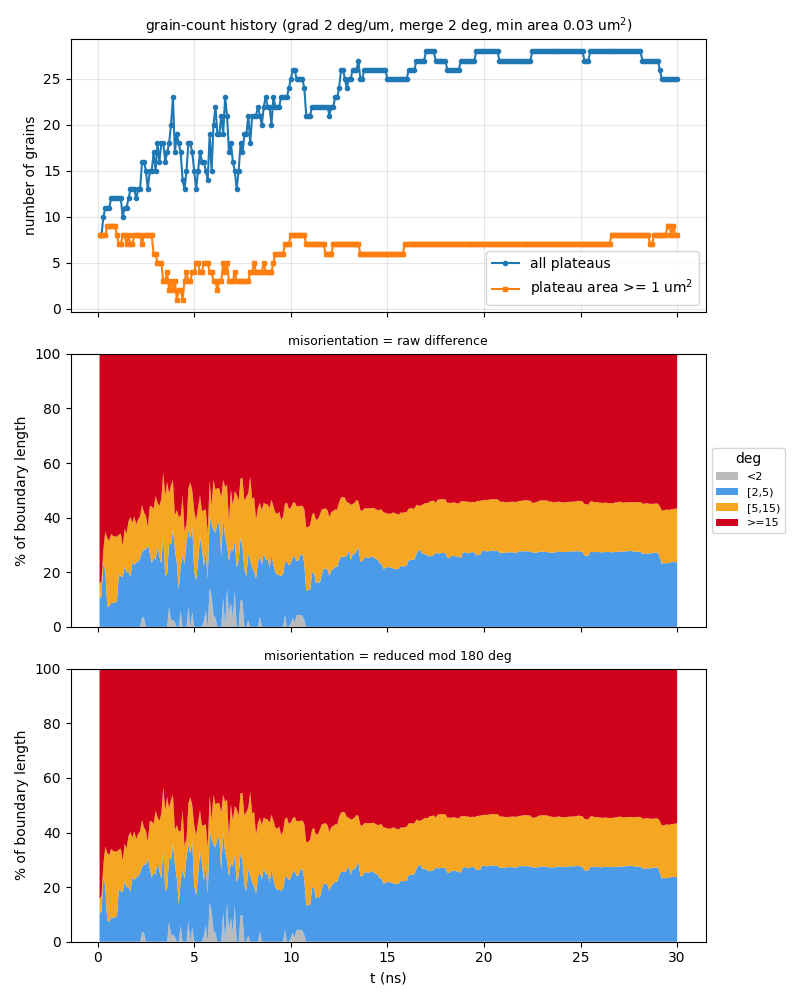 grain-count history (grad 2 deg/um, merge 2 deg, min area 0.03 um²)
number of grains
25
20
15
10
5
0
all plateaus
plateau area >= 1 um²
misorientation = raw difference
% of boundary length
100
80
60
40
20
0
deg
<2
[2,5)
[5,15)
>=15
misorientation = reduced mod 180 deg
% of boundary length
100
80
60
40
20
0
0 5 10 15 20 25 30
t (ns)